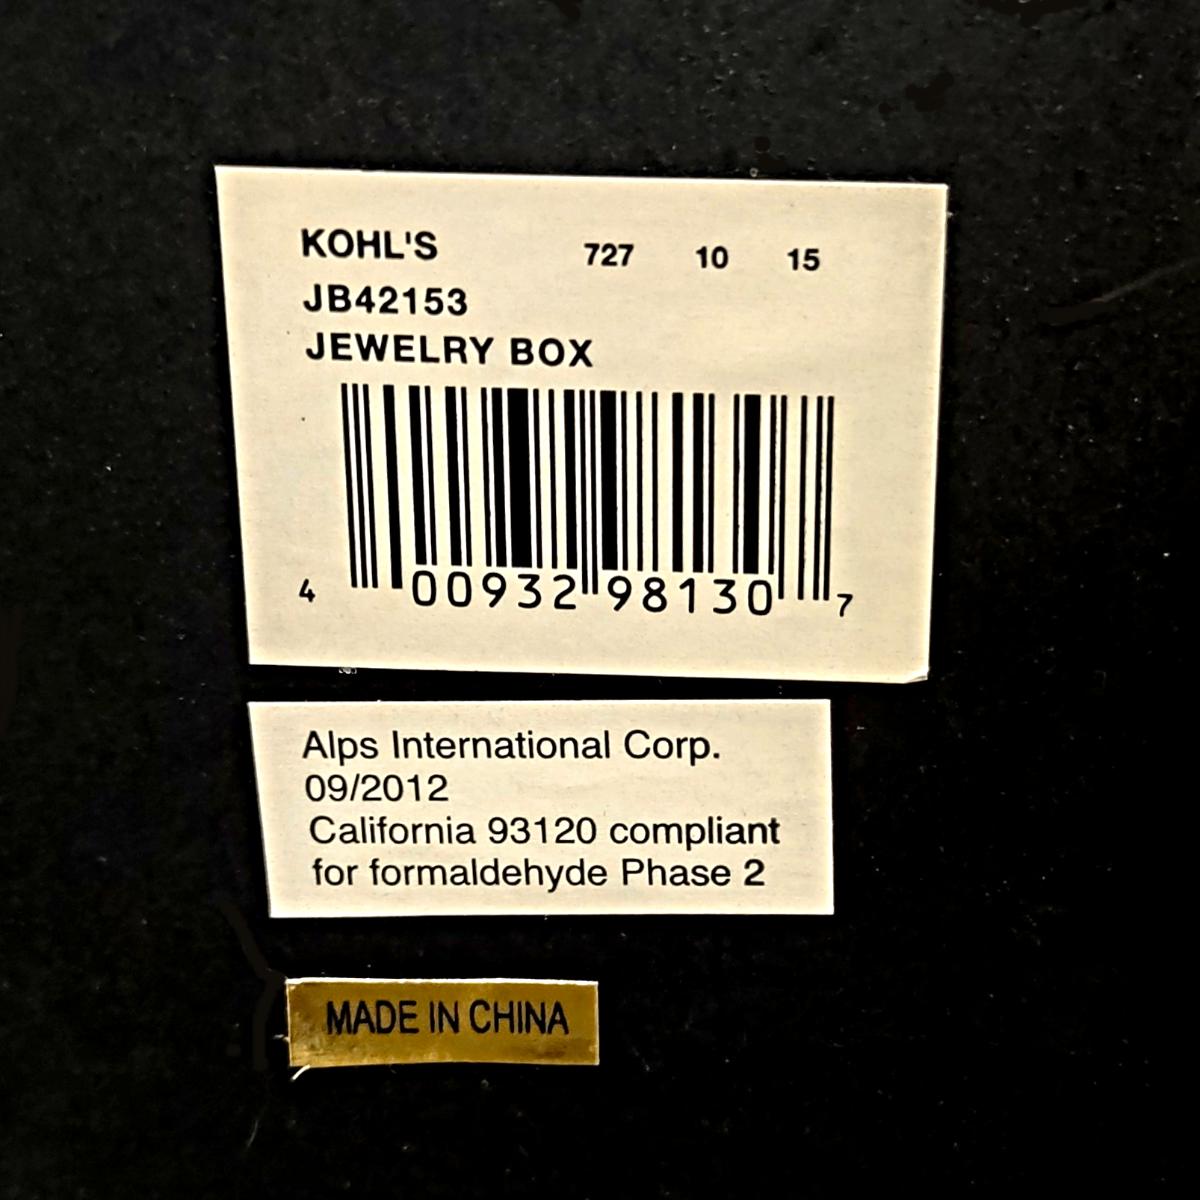 KOHL'S 727 10 15
JB42153
JEWELRY BOX
4 00932 98130 7
Alps International Corp.
09/2012
California 93120 compliant
for formaldehyde Phase 2
MADE IN CHINA